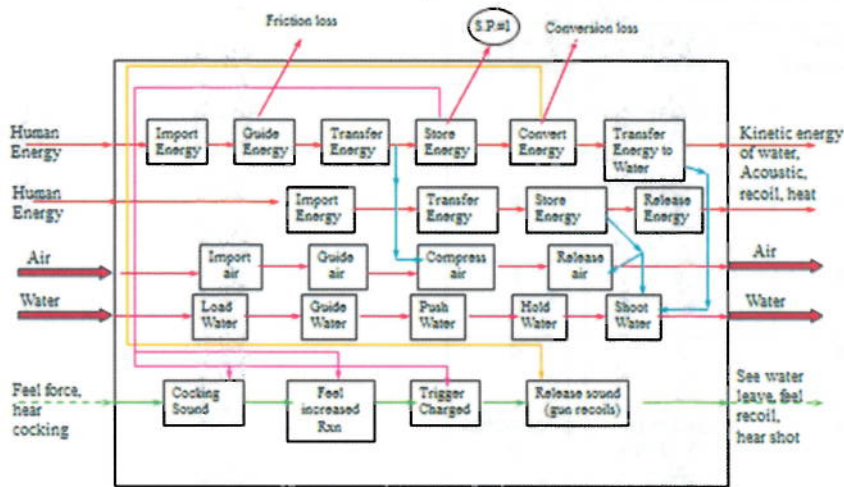 Friction loss
S.P.#1
Conversion loss
Human
Energy
Import
Energy
Guide
Energy
Transfer
Energy
Store
Energy
Convert
Energy
Transfer
Energy to
Water
Kinetic energy
of water,
Acoustic,
recoil, heat
Human
Energy
Import
Energy
Transfer
Energy
Store
Energy
Release
Energy
Air
Import
air
Guide
air
Compress
air
Release
air
Air
Water
Load
Water
Guide
Water
Push
Water
Hold
Water
Shoot
Water
Water
Feel force,
hear
cocking
Cocking
Sound
Feel
increased
Rxn
Trigger
Charged
Release sound
(gun recoils)
See water
leave, feel
recoil,
hear shot